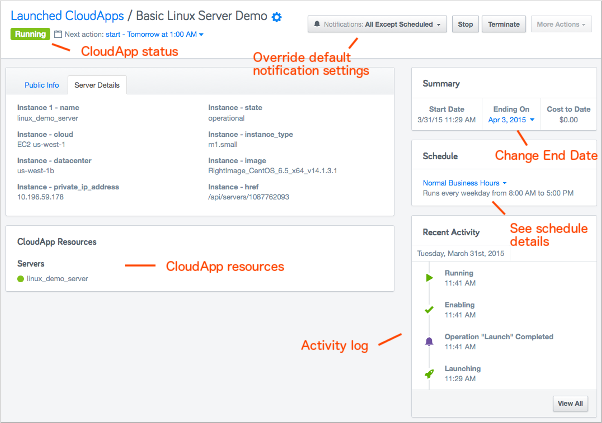 Launched CloudApps / Basic Linux Server Demo
Notifications: All Except Scheduled
Stop
Terminate
More Actions
Running
Next action: start - Tomorrow at 1:00 AM
CloudApp status
Override default
notification settings
Public Info
Server Details
Instance 1 - name
linux_demo_server
Instance - state
operational
Instance - cloud
EC2 us-west-1
Instance - instance_type
m1.small
Instance - datacenter
us-west-1b
Instance - image
RightImage_CentOS_6.5_x64_v14.1.3.1
Instance - private_ip_address
10.198.59.176
Instance - href
/api/servers/1087762093
Summary
Start Date
Ending On
Cost to Date
3/31/15 11:29 AM
Apr 3, 2015
$0.00
Change End Date
Schedule
Normal Business Hours
Runs every weekday from 8:00 AM to 5:00 PM
See schedule
details
CloudApp Resources
Servers
linux_demo_server
CloudApp resources
Recent Activity
Tuesday, March 31st, 2015
Running
11:41 AM
Enabling
11:41 AM
Operation "Launch" Completed
11:41 AM
Launching
11:29 AM
Activity log
View All